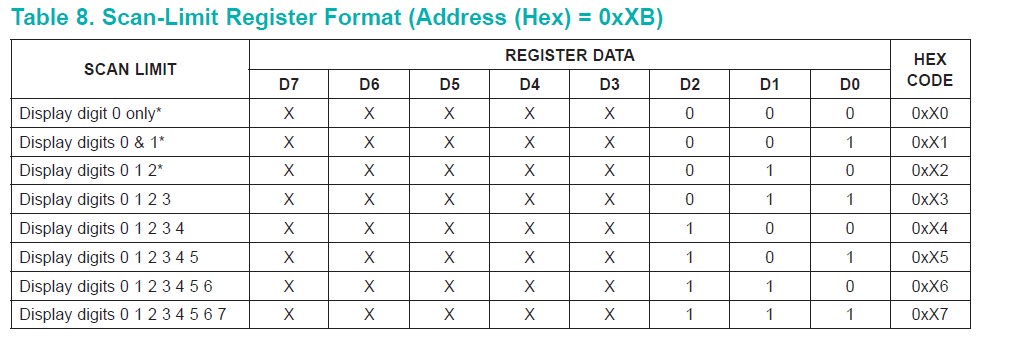 Table 8. Scan-Limit Register Format (Address (Hex) = 0xXB)
SCAN LIMIT REGISTER DATA HEX CODE
D7 D6 D5 D4 D3 D2 D1 D0
Display digit 0 only* X X X X X 0 0 0 0xX0
Display digits 0 & 1* X X X X X 0 0 1 0xX1
Display digits 0 1 2* X X X X X 0 1 0 0xX2
Display digits 0 1 2 3 X X X X X 0 1 1 0xX3
Display digits 0 1 2 3 4 X X X X X 1 0 0 0xX4
Display digits 0 1 2 3 4 5 X X X X X 1 0 1 0xX5
Display digits 0 1 2 3 4 5 6 X X X X X 1 1 0 0xX6
Display digits 0 1 2 3 4 5 6 7 X X X X X 1 1 1 0xX7